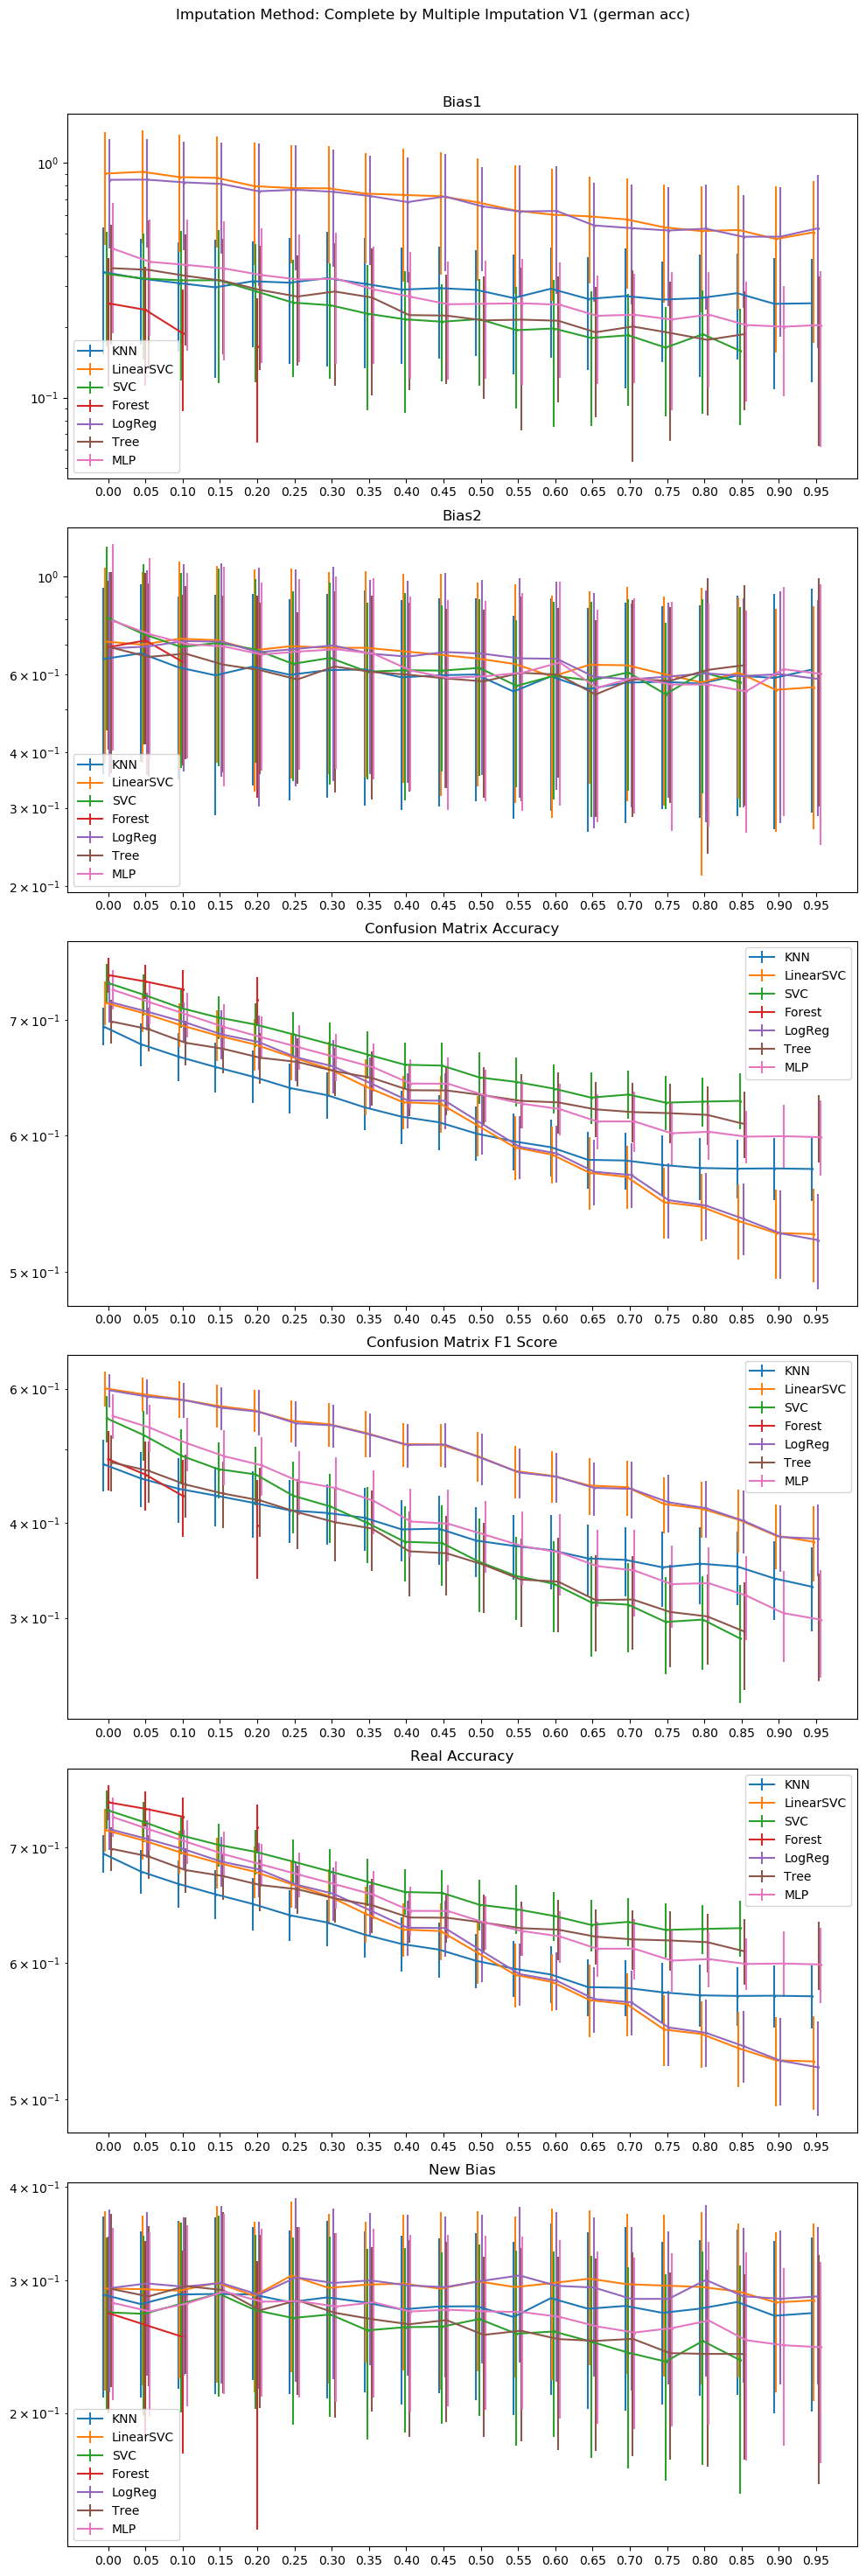 Imputation Method: Complete by Multiple Imputation V1 (german acc)
Bias1
10⁰
10⁻¹
KNN
LinearSVC
SVC
Forest
LogReg
Tree
MLP
0.00 0.05 0.10 0.15 0.20 0.25 0.30 0.35 0.40 0.45 0.50 0.55 0.60 0.65 0.70 0.75 0.80 0.85 0.90 0.95
Bias2
10⁰
6 × 10⁻¹
4 × 10⁻¹
3 × 10⁻¹
2 × 10⁻¹
KNN
LinearSVC
SVC
Forest
LogReg
Tree
MLP
0.00 0.05 0.10 0.15 0.20 0.25 0.30 0.35 0.40 0.45 0.50 0.55 0.60 0.65 0.70 0.75 0.80 0.85 0.90 0.95
Confusion Matrix Accuracy
7 × 10⁻¹
6 × 10⁻¹
5 × 10⁻¹
KNN
LinearSVC
SVC
Forest
LogReg
Tree
MLP
0.00 0.05 0.10 0.15 0.20 0.25 0.30 0.35 0.40 0.45 0.50 0.55 0.60 0.65 0.70 0.75 0.80 0.85 0.90 0.95
Confusion Matrix F1 Score
6 × 10⁻¹
4 × 10⁻¹
3 × 10⁻¹
KNN
LinearSVC
SVC
Forest
LogReg
Tree
MLP
0.00 0.05 0.10 0.15 0.20 0.25 0.30 0.35 0.40 0.45 0.50 0.55 0.60 0.65 0.70 0.75 0.80 0.85 0.90 0.95
Real Accuracy
7 × 10⁻¹
6 × 10⁻¹
5 × 10⁻¹
KNN
LinearSVC
SVC
Forest
LogReg
Tree
MLP
0.00 0.05 0.10 0.15 0.20 0.25 0.30 0.35 0.40 0.45 0.50 0.55 0.60 0.65 0.70 0.75 0.80 0.85 0.90 0.95
New Bias
4 × 10⁻¹
3 × 10⁻¹
2 × 10⁻¹
KNN
LinearSVC
SVC
Forest
LogReg
Tree
MLP
0.00 0.05 0.10 0.15 0.20 0.25 0.30 0.35 0.40 0.45 0.50 0.55 0.60 0.65 0.70 0.75 0.80 0.85 0.90 0.95